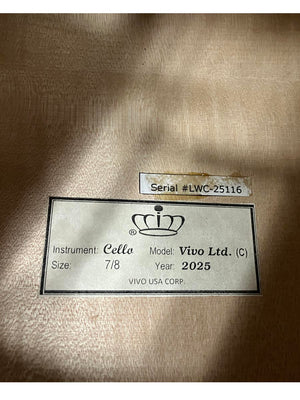 Serial #LWC-25116
®
Instrument: Cello Model: Vivo Ltd. (C)
Size: 7/8 Year: 2025
VIVO USA CORP.